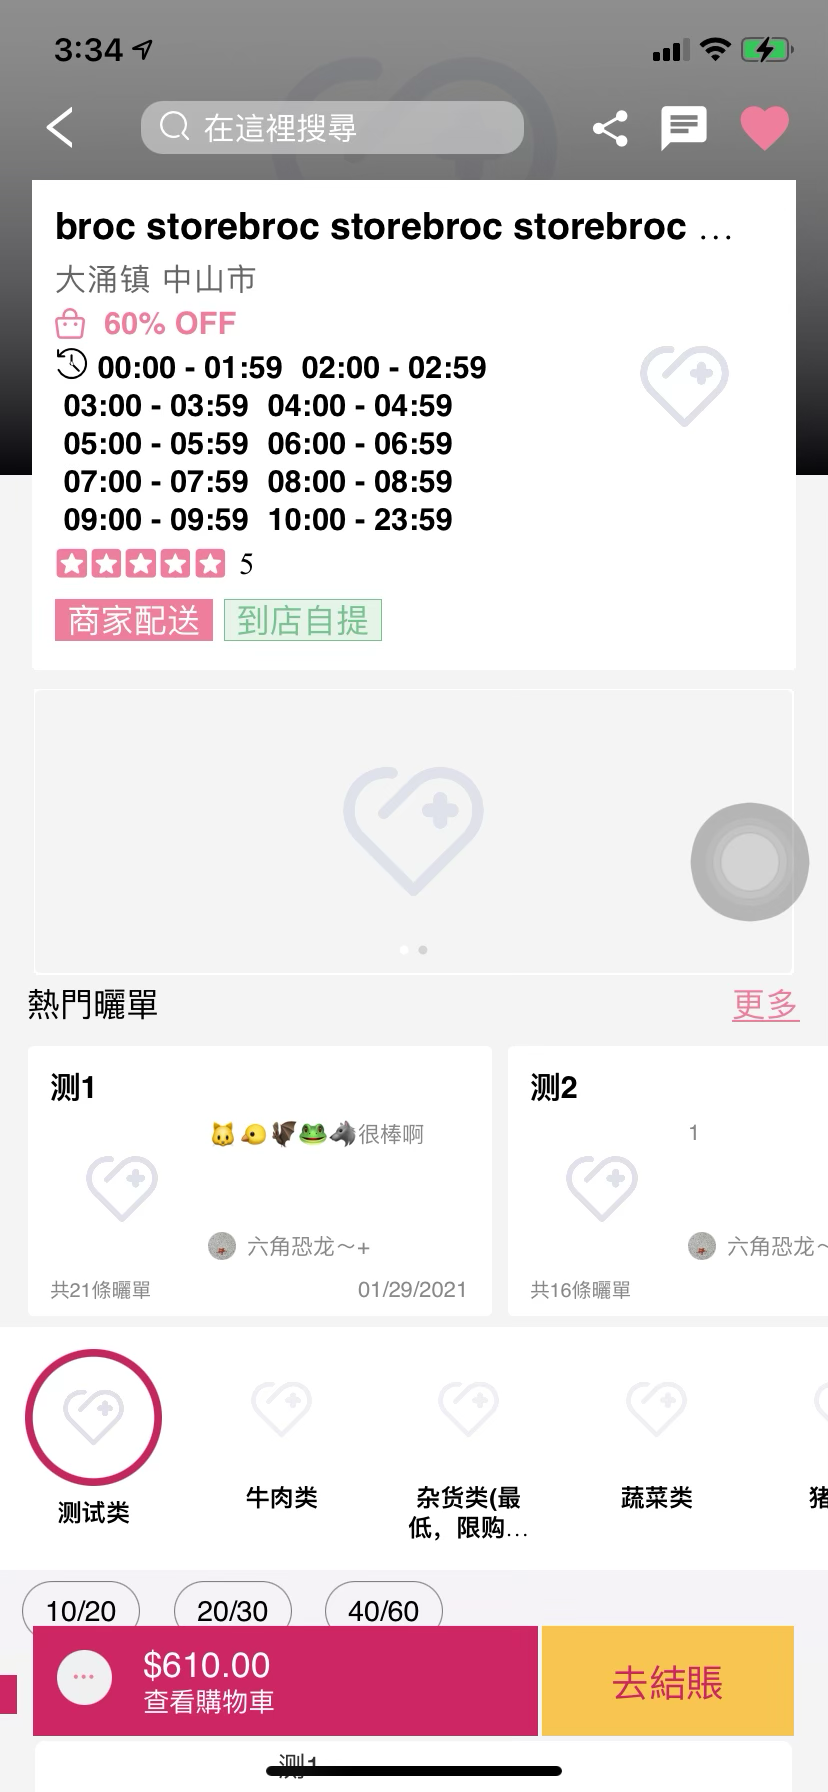 3:34
在這裡搜尋
broc storebroc storebroc storebroc ...
大涌镇 中山市
60% OFF
00:00 - 01:59 02:00 - 02:59
03:00 - 03:59 04:00 - 04:59
05:00 - 05:59 06:00 - 06:59
07:00 - 07:59 08:00 - 08:59
09:00 - 09:59 10:00 - 23:59
5
商家配送 到店自提
熱門曬單 更多
测1
🐱🐤🦇🐸🐺很棒啊
六角恐龙～+
共21條曬單 01/29/2021
测2
1
六角恐龙～
共16條曬單
测试类
牛肉类
杂货类(最
低，限购...
蔬菜类
猪
10/20 20/30 40/60
$610.00
查看購物車
去結賬
测1